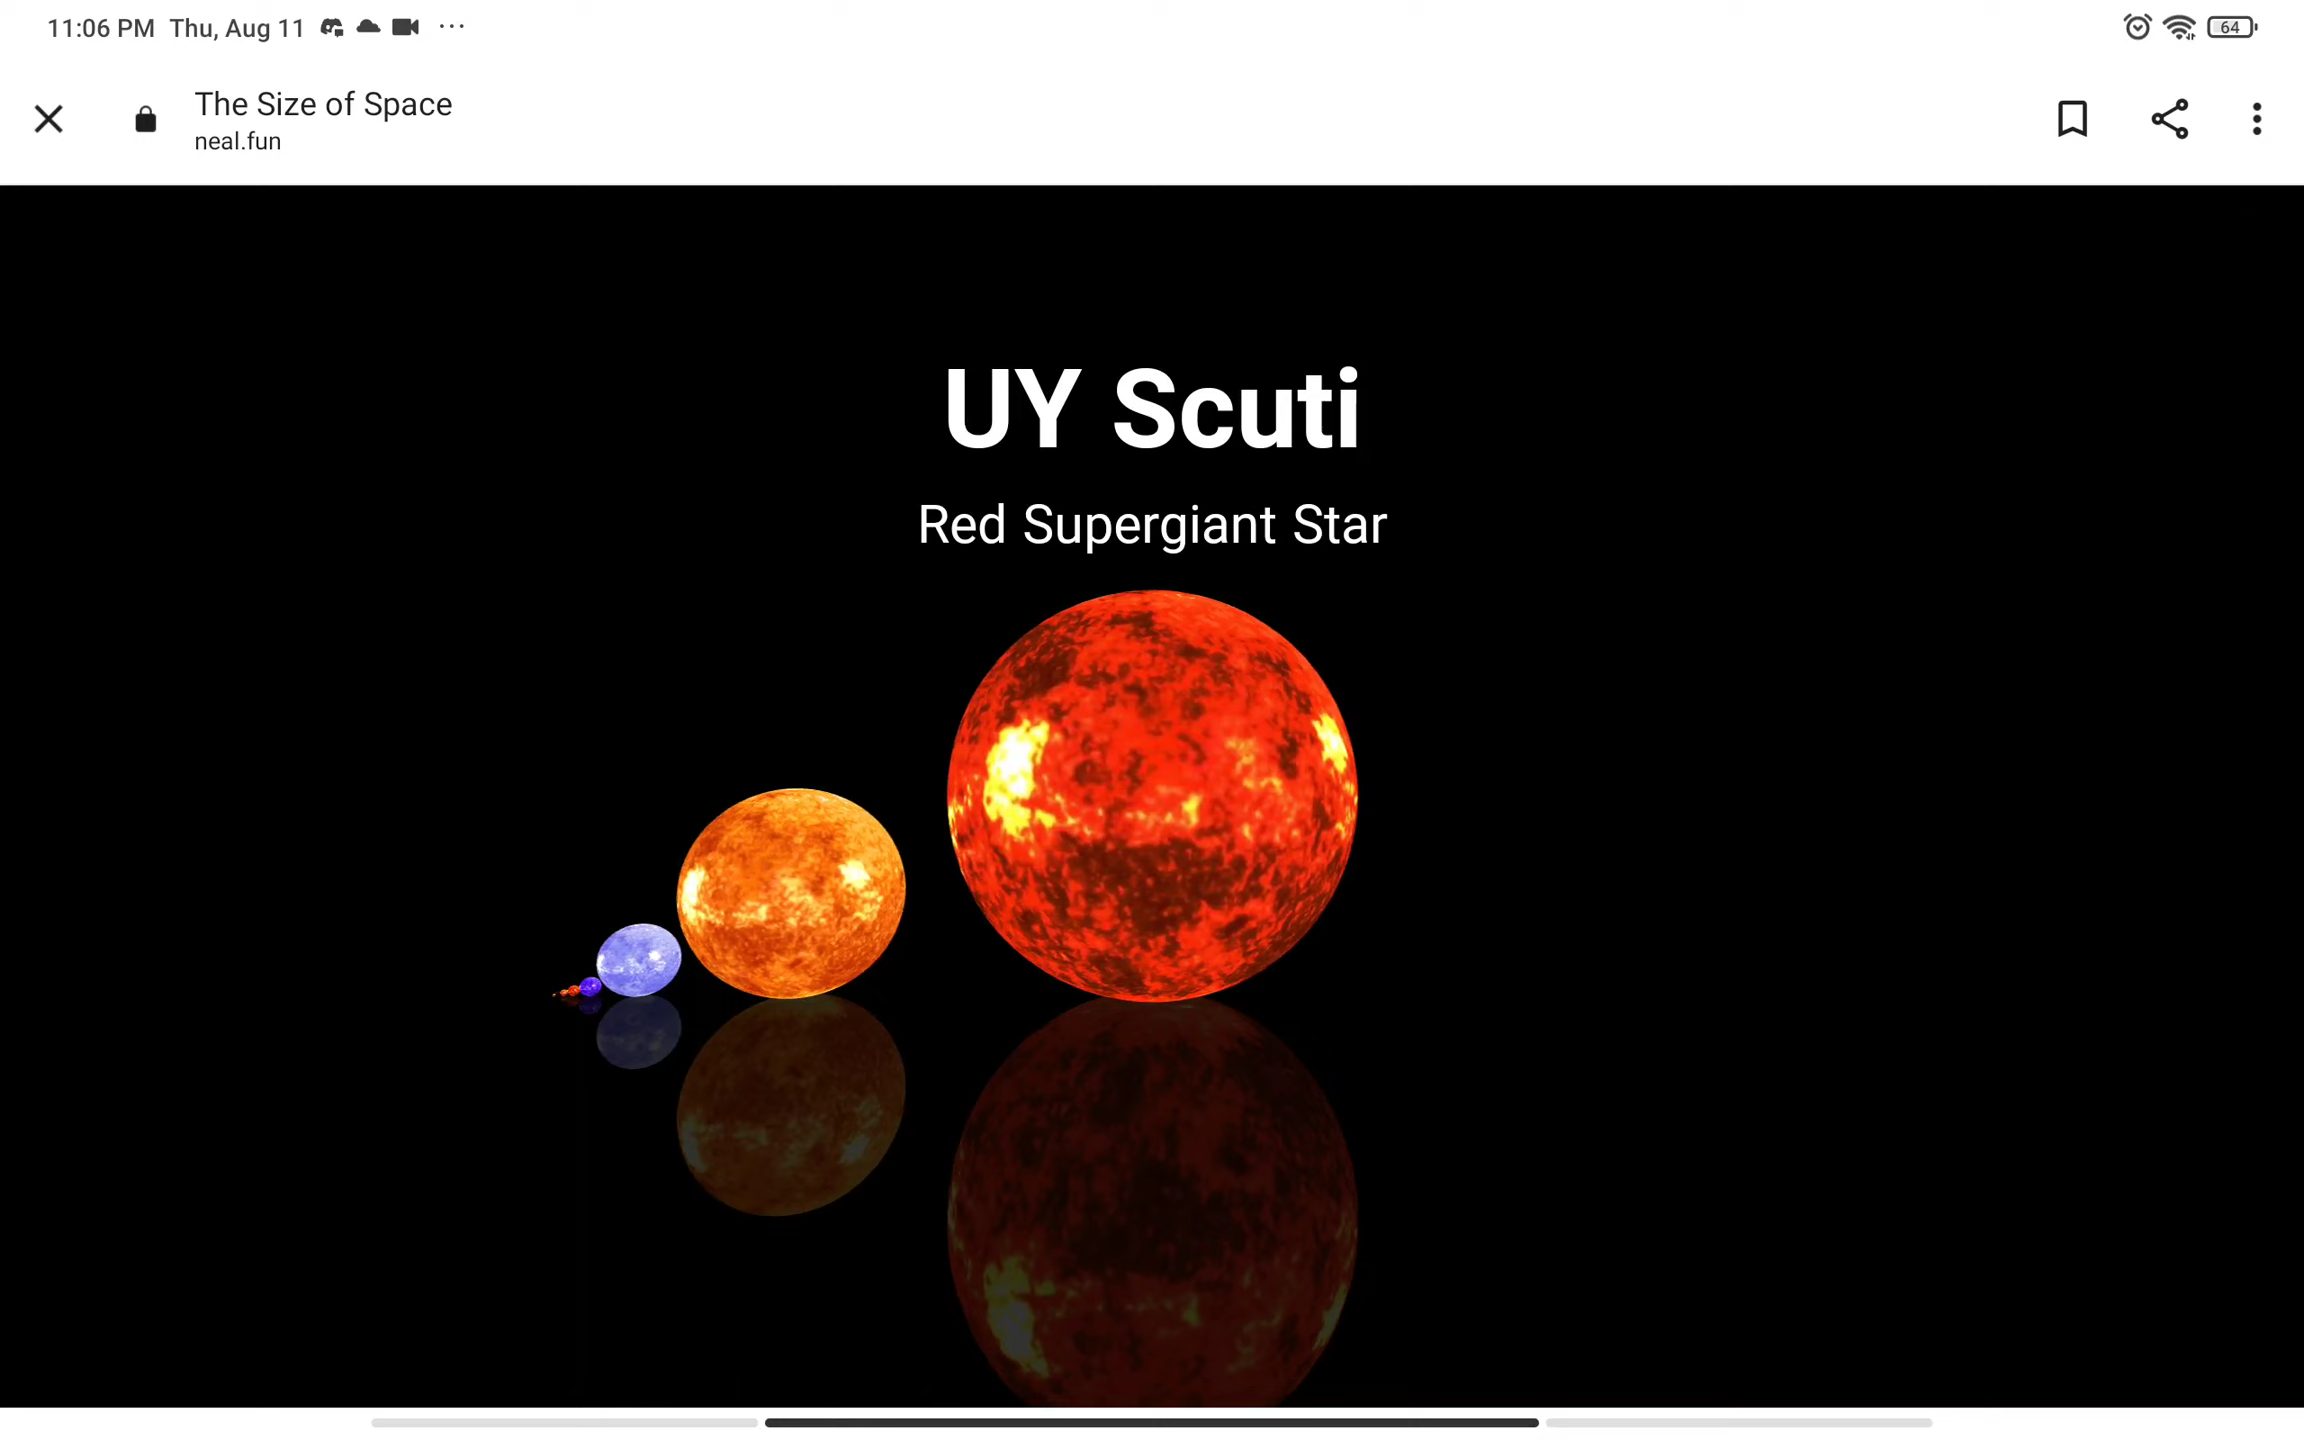 11:06 PM Thu, Aug 11 ...
64
The Size of Space
neal.fun
UY Scuti
Red Supergiant Star